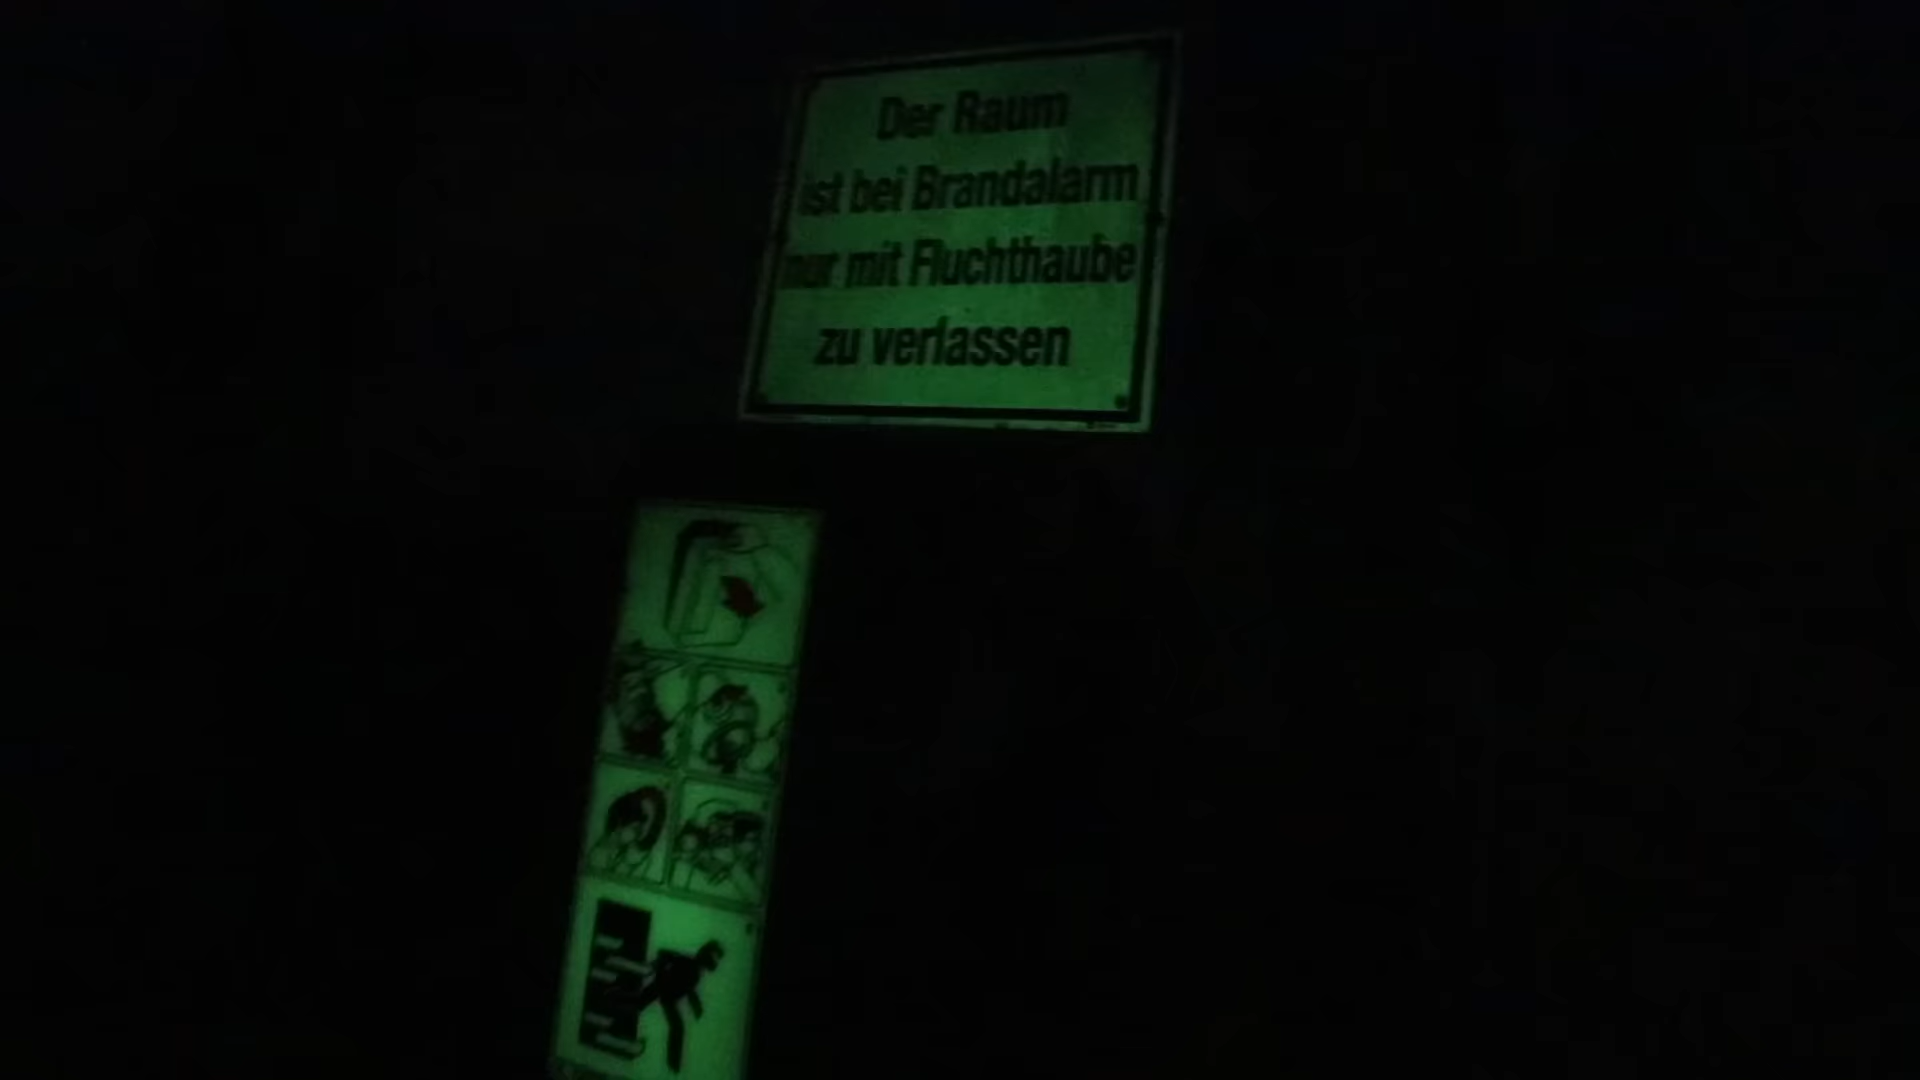 Der Raum
ist bei Brandalarm
nur mit Fluchthaube
zu verlassen